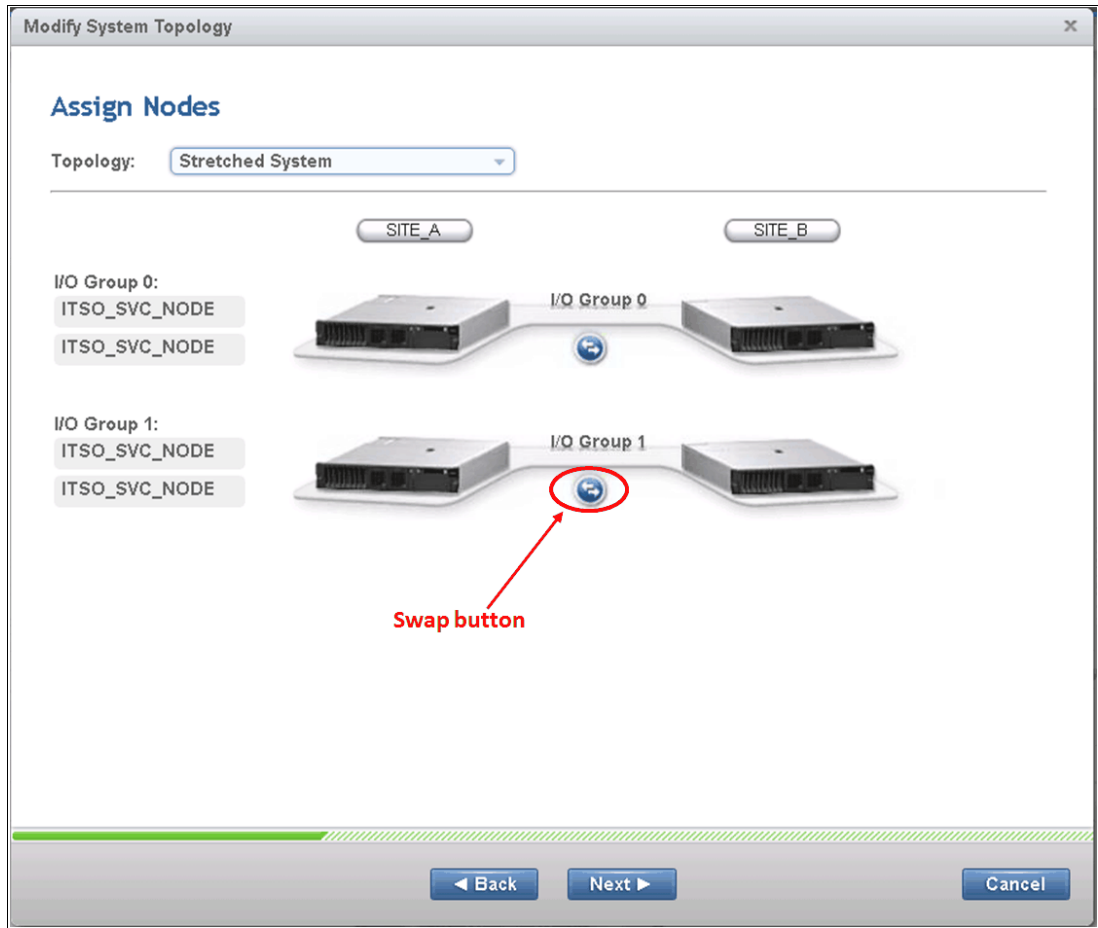 Modify System Topology
Assign Nodes
Topology: Stretched System
SITE_A SITE_B
I/O Group 0:
ITSO_SVC_NODE
ITSO_SVC_NODE
I/O Group 0
I/O Group 1:
ITSO_SVC_NODE
ITSO_SVC_NODE
I/O Group 1
Swap button
Back Next Cancel